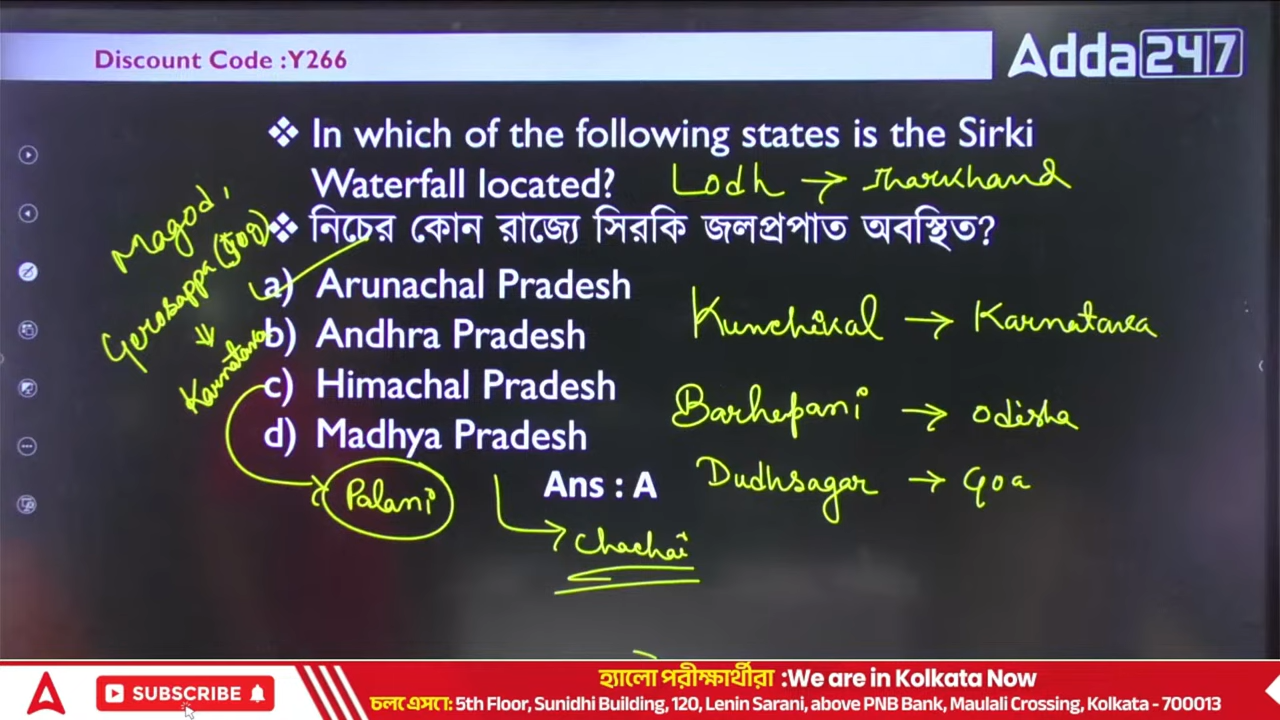 Discount Code :Y266
Adda247
❖ In which of the following states is the Sirki
Waterfall located?
Lodh → Jharkhand
❖ নিচের কোন রাজ্যে সিরকি জলপ্রপাত অবস্থিত?
Magod,
Gerosappa
⇓
Karnataka
a) Arunachal Pradesh
b) Andhra Pradesh
c) Himachal Pradesh
d) Madhya Pradesh
Kunchikal → Karnataka
Barhepani → Odisha
Dudhsagar → Goa
Ans : A
Palani
Chachai
SUBSCRIBE
হ্যালো পরীক্ষার্থীরা :We are in Kolkata Now
চলে এসো: 5th Floor, Sunidhi Building, 120, Lenin Sarani, above PNB Bank, Maulali Crossing, Kolkata - 700013